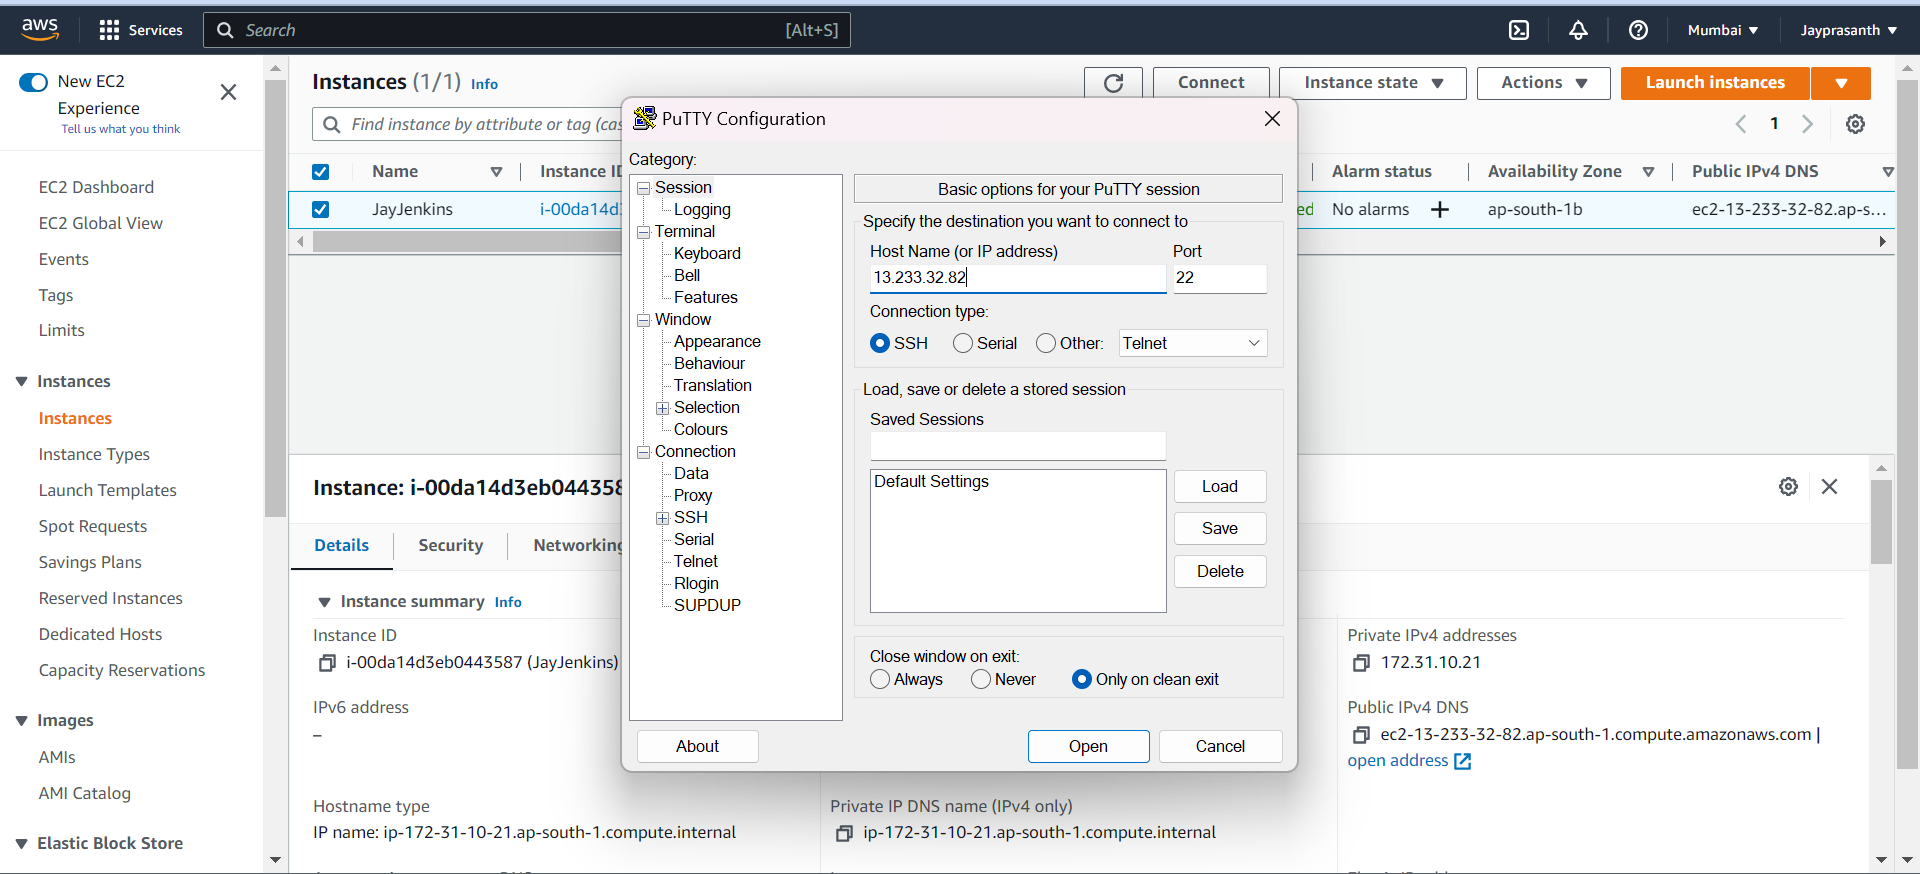 aws
Services
Search
[Alt+S]
Mumbai
Jayprasanth
New EC2
Experience
Tell us what you think
EC2 Dashboard
EC2 Global View
Events
Tags
Limits
Instances
Instances
Instance Types
Launch Templates
Spot Requests
Savings Plans
Reserved Instances
Dedicated Hosts
Capacity Reservations
Images
AMIs
AMI Catalog
Elastic Block Store
Instances (1/1) Info
Connect
Instance state
Actions
Launch instances
Find instance by attribute or tag (cas
1
Name
Instance ID
Alarm status
Availability Zone
Public IPv4 DNS
JayJenkins
i-00da14d3
ed
No alarms
ap-south-1b
ec2-13-233-32-82.ap-s...
PuTTY Configuration
Category:
Session
Logging
Terminal
Keyboard
Bell
Features
Window
Appearance
Behaviour
Translation
Selection
Colours
Connection
Data
Proxy
SSH
Serial
Telnet
Rlogin
SUPDUP
Basic options for your PuTTY session
Specify the destination you want to connect to
Host Name (or IP address)
Port
13.233.32.82
22
Connection type:
SSH
Serial
Other:
Telnet
Load, save or delete a stored session
Saved Sessions
Default Settings
Load
Save
Delete
Close window on exit:
Always
Never
Only on clean exit
About
Open
Cancel
Instance: i-00da14d3eb044358
Details
Security
Networking
Instance summary Info
Instance ID
i-00da14d3eb0443587 (JayJenkins)
IPv6 address
–
Hostname type
IP name: ip-172-31-10-21.ap-south-1.compute.internal
Private IP DNS name (IPv4 only)
ip-172-31-10-21.ap-south-1.compute.internal
Private IPv4 addresses
172.31.10.21
Public IPv4 DNS
ec2-13-233-32-82.ap-south-1.compute.amazonaws.com |
open address